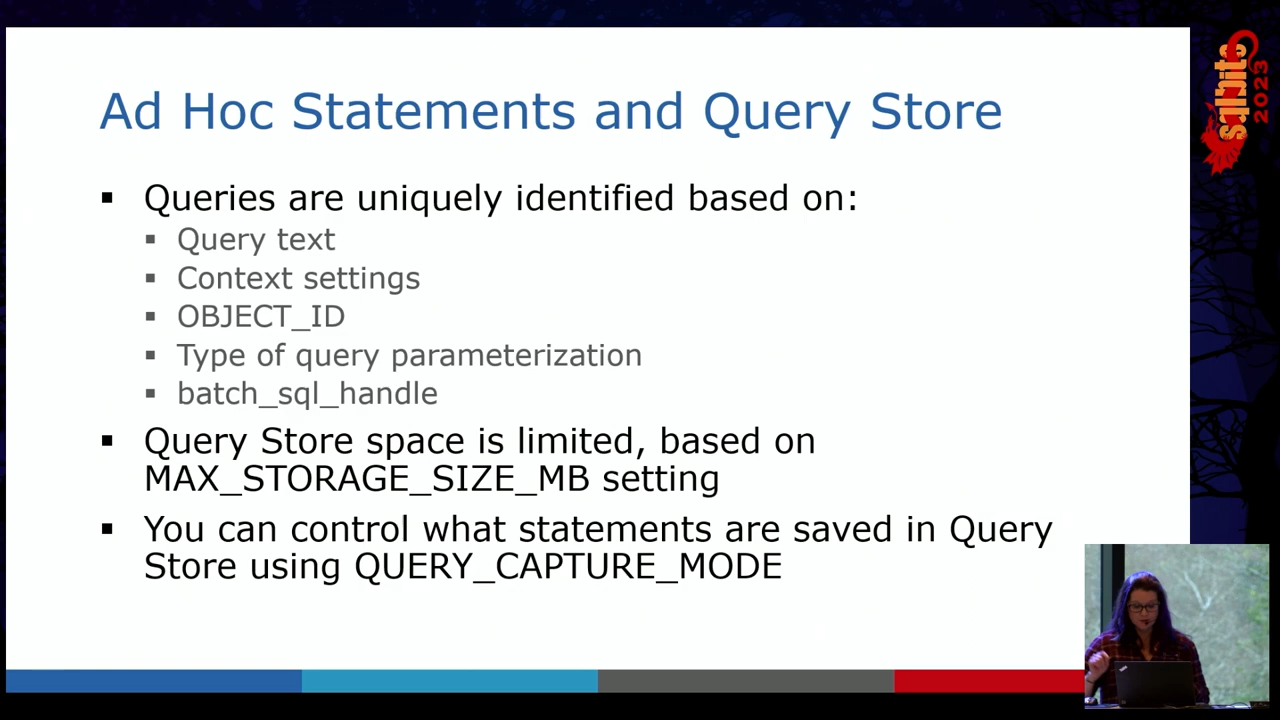 Ad Hoc Statements and Query Store
▪ Queries are uniquely identified based on:
▪ Query text
▪ Context settings
▪ OBJECT_ID
▪ Type of query parameterization
▪ batch_sql_handle
▪ Query Store space is limited, based on
MAX_STORAGE_SIZE_MB setting
▪ You can control what statements are saved in Query
Store using QUERY_CAPTURE_MODE
sqlbits
2023